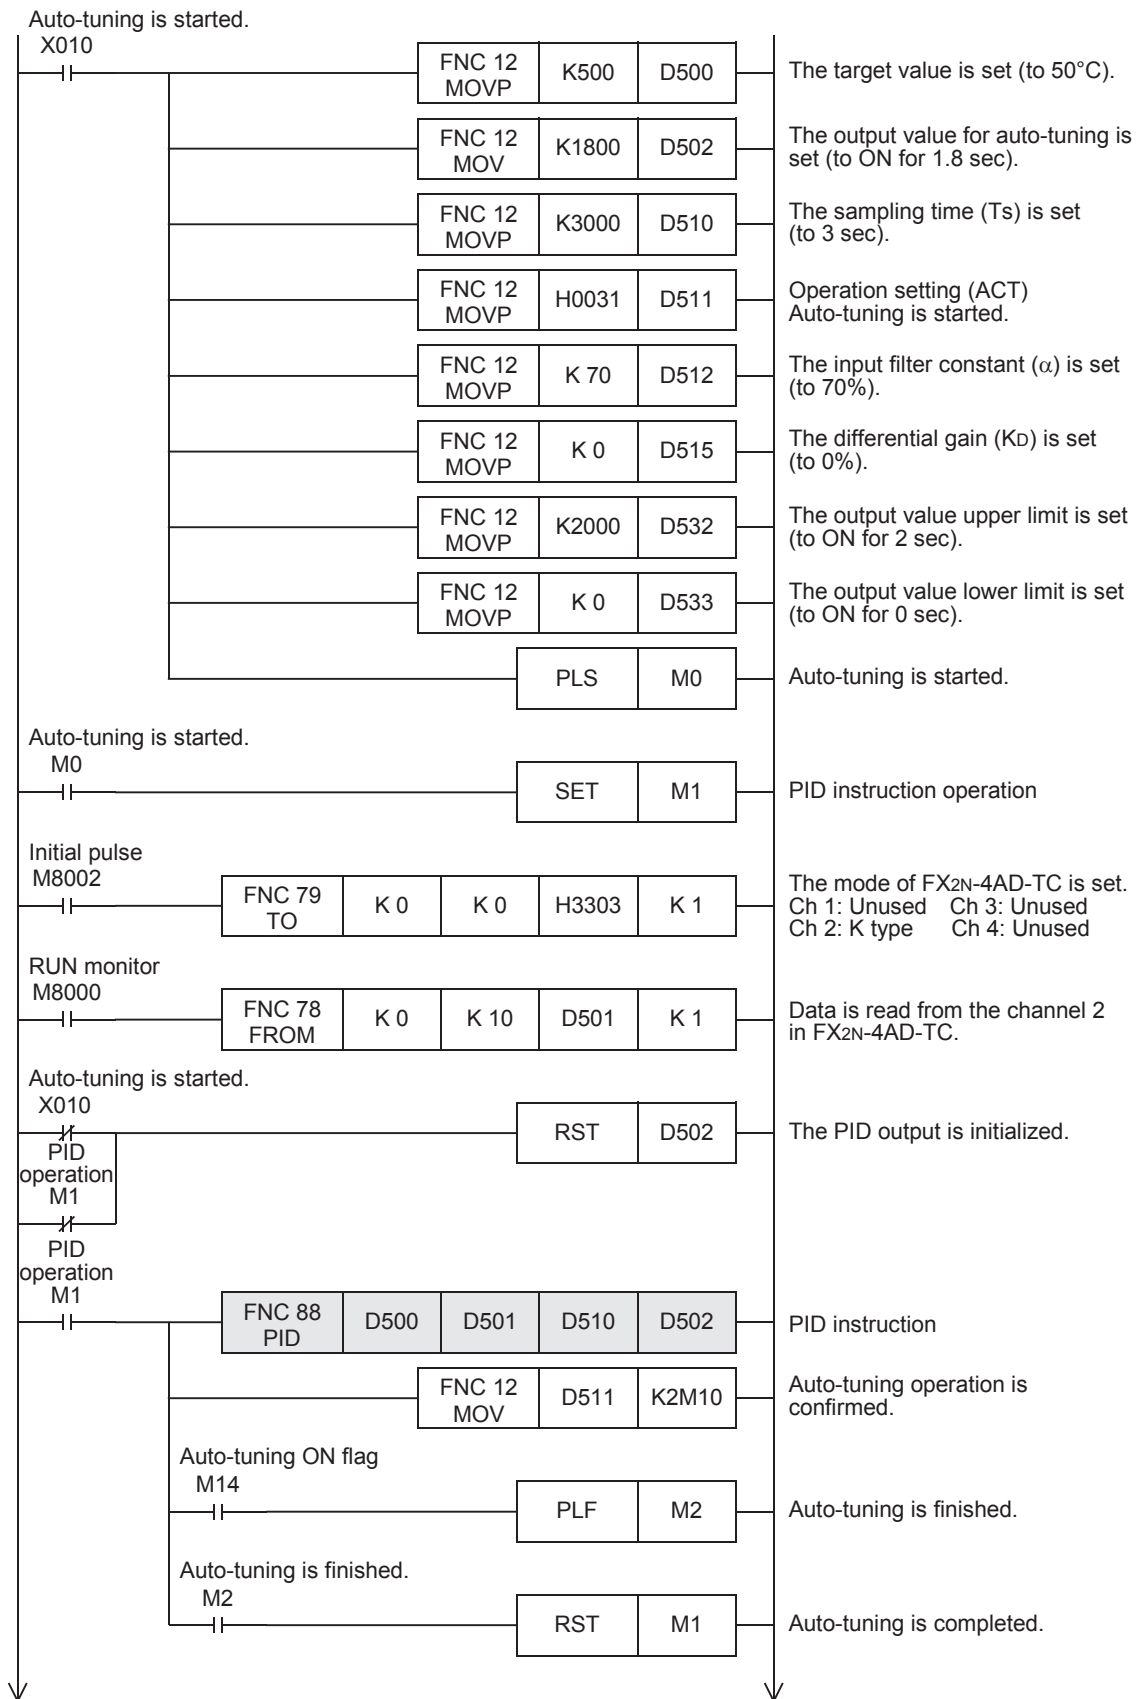 Auto-tuning is started.
X010
FNC 12
MOVP
K500
D500
The target value is set (to 50°C).
FNC 12
MOV
K1800
D502
The output value for auto-tuning is
set (to ON for 1.8 sec).
FNC 12
MOVP
K3000
D510
The sampling time (Ts) is set
(to 3 sec).
FNC 12
MOVP
H0031
D511
Operation setting (ACT)
Auto-tuning is started.
FNC 12
MOVP
K 70
D512
The input filter constant (α) is set
(to 70%).
FNC 12
MOVP
K 0
D515
The differential gain (KD) is set
(to 0%).
FNC 12
MOVP
K2000
D532
The output value upper limit is set
(to ON for 2 sec).
FNC 12
MOVP
K 0
D533
The output value lower limit is set
(to ON for 0 sec).
PLS
M0
Auto-tuning is started.
Auto-tuning is started.
M0
SET
M1
PID instruction operation
Initial pulse
M8002
FNC 79
TO
K 0
K 0
H3303
K 1
The mode of FX2N-4AD-TC is set.
Ch 1: Unused Ch 3: Unused
Ch 2: K type Ch 4: Unused
RUN monitor
M8000
FNC 78
FROM
K 0
K 10
D501
K 1
Data is read from the channel 2
in FX2N-4AD-TC.
Auto-tuning is started.
X010
RST
D502
The PID output is initialized.
PID
operation
M1
PID
operation
M1
FNC 88
PID
D500
D501
D510
D502
PID instruction
FNC 12
MOV
D511
K2M10
Auto-tuning operation is
confirmed.
Auto-tuning ON flag
M14
PLF
M2
Auto-tuning is finished.
Auto-tuning is finished.
M2
RST
M1
Auto-tuning is completed.